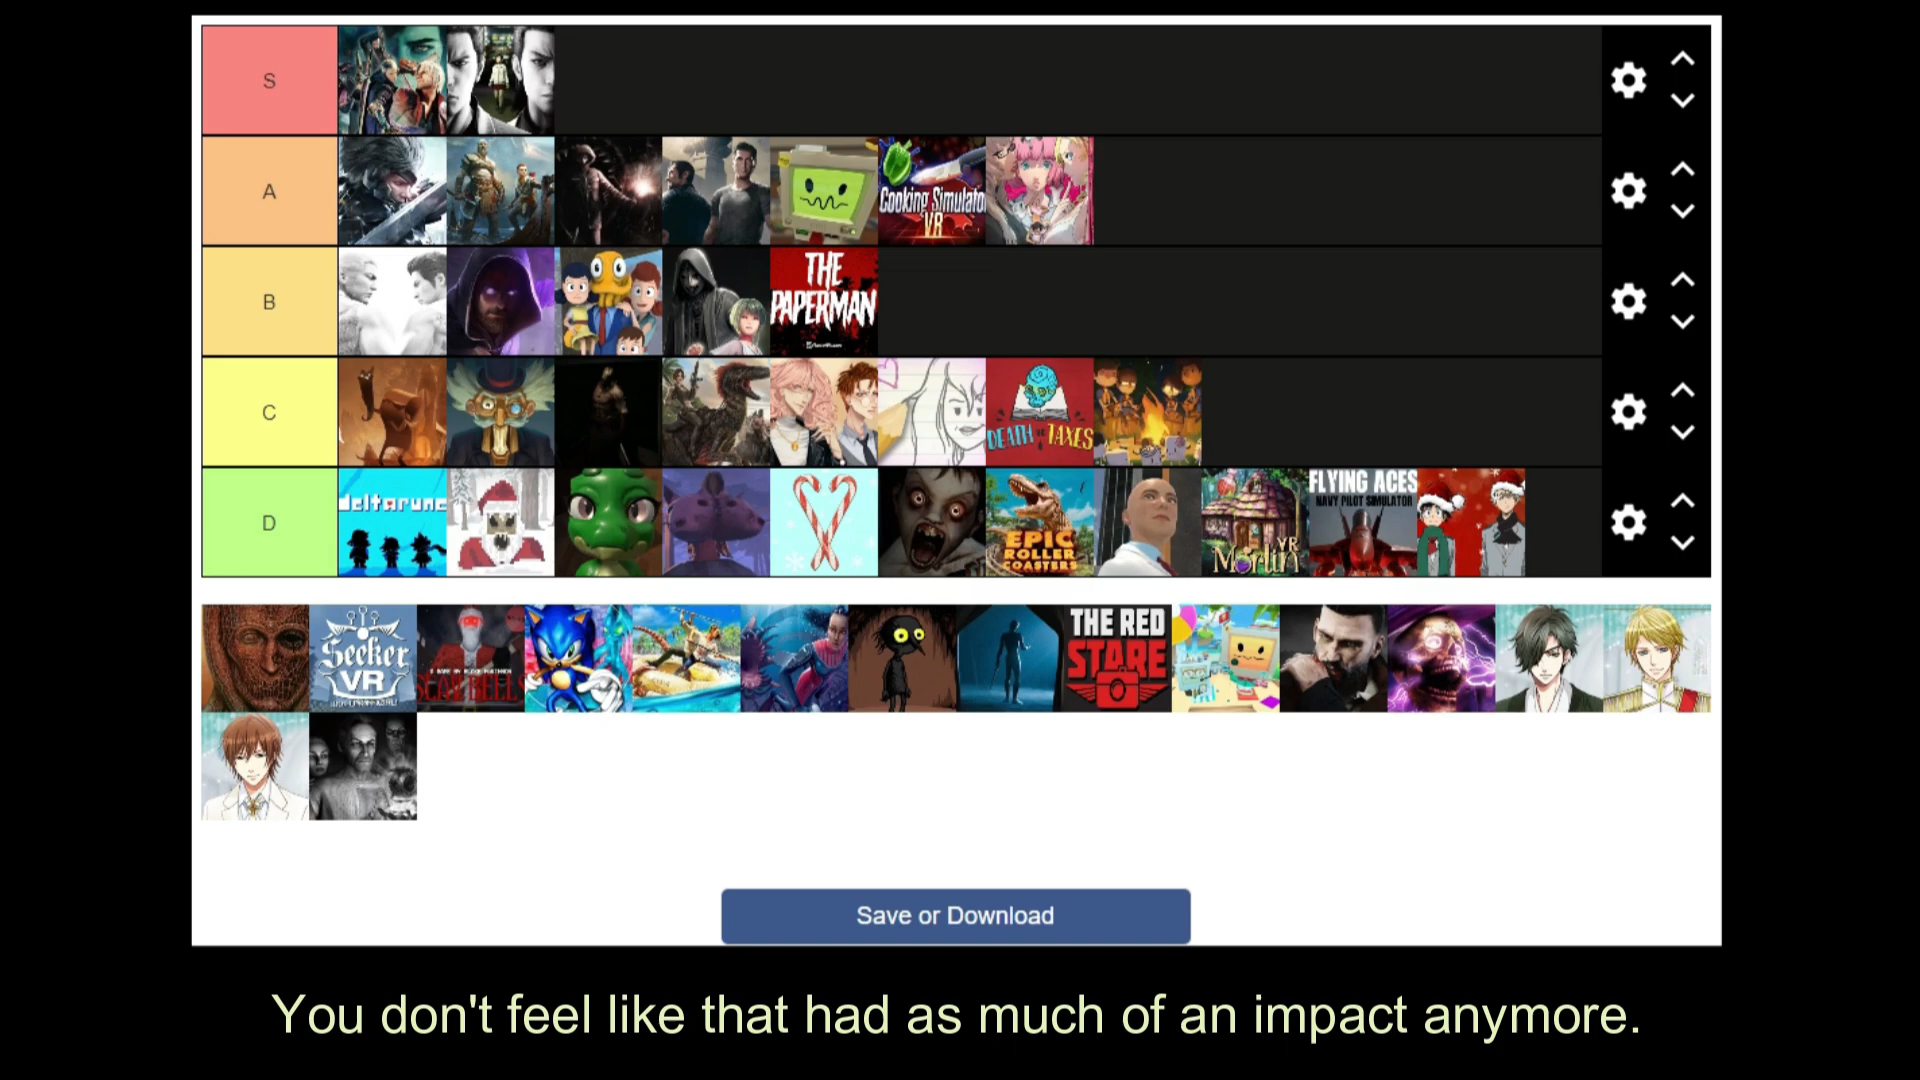 S
A
Cooking Simulator
VR
B
THE
PAPERMAN
C
DEATH or TAXES
D
deltarune
EPIC
ROLLER
COASTERS
VR
Merlin
FLYING ACES
NAVY PILOT SIMULATOR
Seeker
VR
THE RED
STARE
Save or Download
You don't feel like that had as much of an impact anymore.